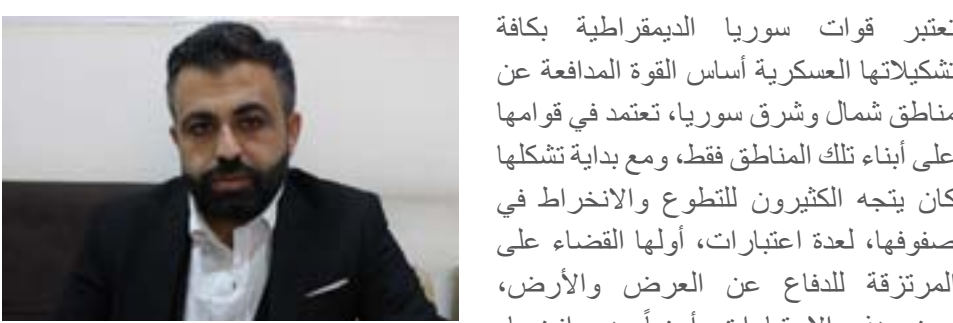 تعتبر قوات سوريا الديمقراطية بكافة
تشكيلاتها العسكرية أساس القوة المدافعة عن
مناطق شمال وشرق سوريا، تعتمد في قوامها
على أبناء تلك المناطق فقط، ومع بداية تشكلها
كان يتجه الكثيرون للتطوع والانخراط في
صفوفها، لعدة اعتبارات، أولها القضاء على
المرتزقة للدفاع عن العرض والأرض،